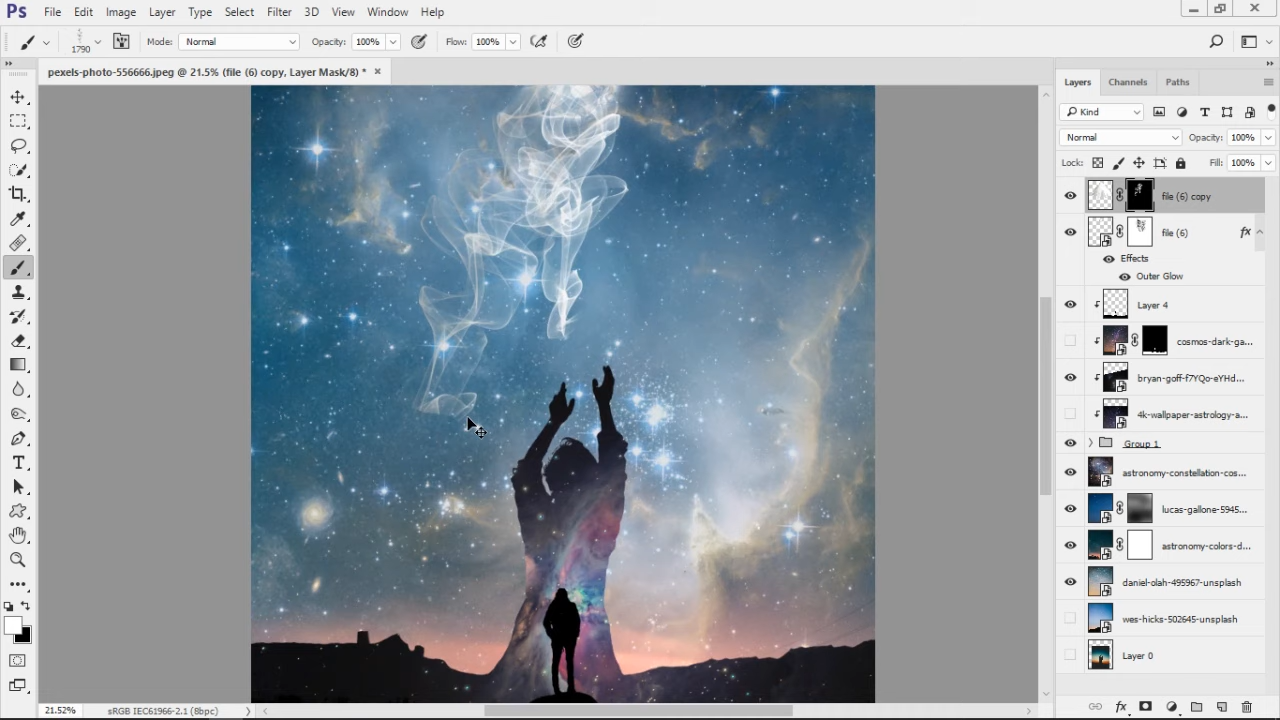 Ps File Edit Image Layer Type Select Filter 3D View Window Help
1790 Mode: Normal Opacity: 100% Flow: 100%
pexels-photo-556666.jpeg @ 21.5% (file (6) copy, Layer Mask/8) * ×
Layers Channels Paths
Kind
Normal Opacity: 100%
Lock: Fill: 100%
file (6) copy
file (6) fx
Effects
Outer Glow
Layer 4
cosmos-dark-ga...
bryan-goff-f7YQo-eYHd...
4k-wallpaper-astrology-a...
Group 1
astronomy-constellation-cos...
lucas-gallone-5945...
astronomy-colors-d...
daniel-olah-495967-unsplash
wes-hicks-502645-unsplash
Layer 0
21.52% sRGB IEC61966-2.1 (8bpc)
fx